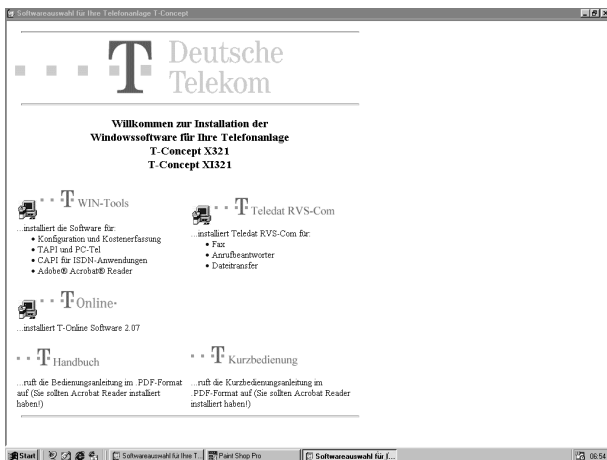 Softwareauswahl für Ihre Telefonanlage T-Concept
T Deutsche
Telekom
Willkommen zur Installation der
Windowssoftware für Ihre Telefonanlage
T-Concept X321
T-Concept XI321
T WIN-Tools
...installiert die Software für:
• Konfiguration und Kostenerfassung
• TAPI und PC-Tel
• CAPI für ISDN-Anwendungen
• Adobe® Acrobat® Reader
T Teledat RVS-Com
...installiert Teledat RVS-Com für:
• Fax
• Anrufbeantworter
• Dateitransfer
T Online
...installiert T-Online Software 2.07
T Handbuch
...ruft die Bedienungsanleitung im .PDF-Format
auf (Sie sollten Acrobat Reader installiert
haben!)
T Kurzbedienung
...ruft die Kurzbedienungsanleitung im
.PDF-Format auf (Sie sollten Acrobat Reader
installiert haben!)
Start
Softwareauswahl für Ihre T...
Paint Shop Pro
Softwareauswahl für I...
06:54